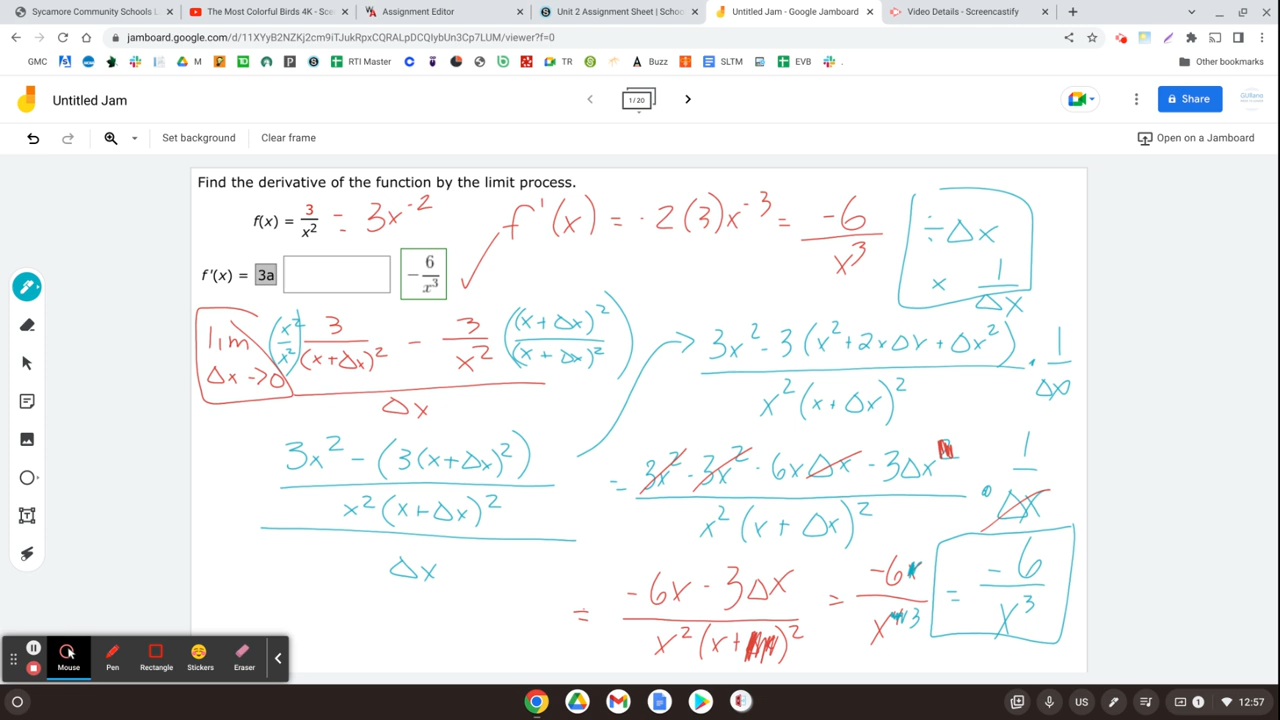 Sycamore Community Schools L
The Most Colorful Birds 4K - Scen
Assignment Editor
Unit 2 Assignment Sheet | Schoo
Untitled Jam - Google Jamboard
Video Details - Screencastify
jamboard.google.com/d/11XYyB2NZKj2cm9iTJukRpxCQRALpDCQIybUn3Cp7LUM/viewer?f=0
GMC
M
RTI Master
TR
Buzz
SLTM
EVB
Other bookmarks
Untitled Jam
1/20
Share
Set background
Clear frame
Open on a Jamboard
Find the derivative of the function by the limit process.
f(x) = 3/x² = 3x⁻²
f'(x) = -2(3)x⁻³ = -6/x³
÷Δx
× 1/Δx
f'(x) = 3a
- 6/x³
lim Δx->0 (x²/x²) 3/(x+Δx)² - 3/x² ((x+Δx)²/(x+Δx)²)
Δx
3x² - 3(x²+2xΔx+Δx²) / x²(x+Δx)² · 1/Δx
3x² - (3(x+Δx)²)
x²(x+Δx)²
Δx
= 3x² - 3x² - 6xΔx - 3Δx / x²(x+Δx)² · 1/Δx
= -6x - 3Δx / x²(x+ )² = -6x / x 3 = -6/x³
Mouse
Pen
Rectangle
Stickers
Eraser
US
1
12:57